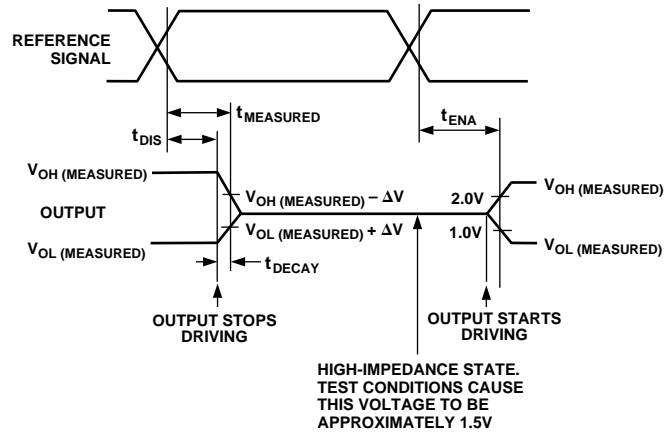 REFERENCE
SIGNAL
tMEASURED
tDIS
tENA
VOH (MEASURED)
VOH (MEASURED) – ΔV
2.0V
VOH (MEASURED)
OUTPUT
VOL (MEASURED)
VOL (MEASURED) + ΔV
1.0V
VOL (MEASURED)
tDECAY
OUTPUT STOPS
DRIVING
OUTPUT STARTS
DRIVING
HIGH-IMPEDANCE STATE.
TEST CONDITIONS CAUSE
THIS VOLTAGE TO BE
APPROXIMATELY 1.5V